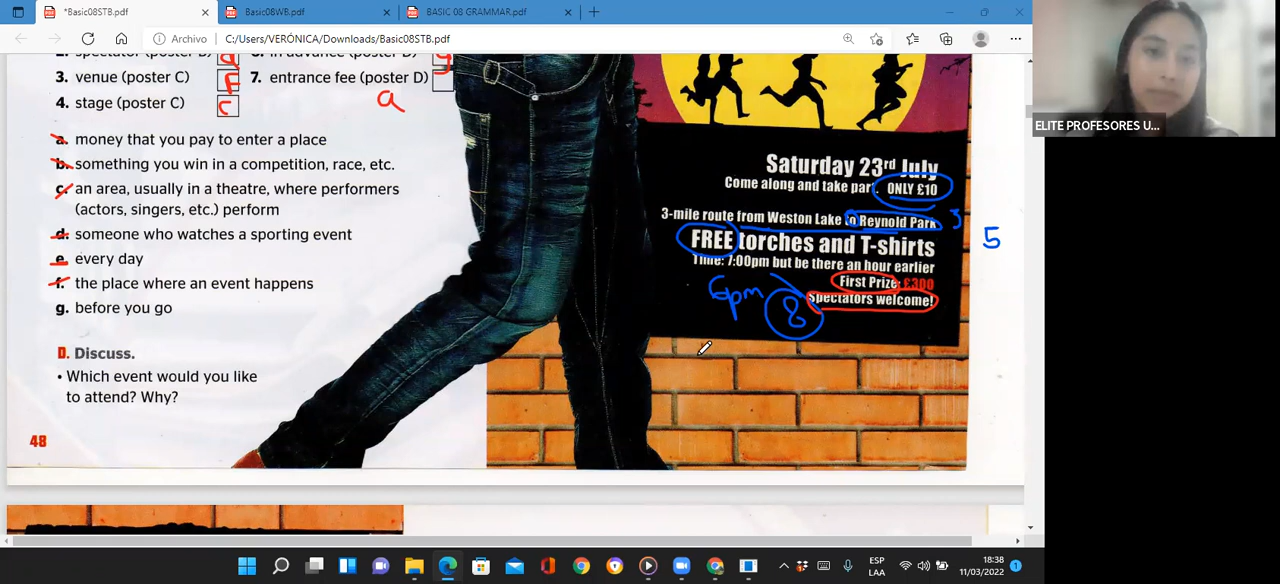 *Basic08STB.pdf
Basic08WB.pdf
BASIC 08 GRAMMAR.pdf
Archivo
C:/Users/VERÓNICA/Downloads/Basic08STB.pdf
3. venue (poster C)
F
7. entrance fee (poster D)
4. stage (poster C)
C
a
a. money that you pay to enter a place
b. something you win in a competition, race, etc.
c. an area, usually in a theatre, where performers
(actors, singers, etc.) perform
d. someone who watches a sporting event
e. every day
f. the place where an event happens
g. before you go
D. Discuss.
• Which event would you like
to attend? Why?
48
Saturday 23rd July
Come along and take part. ONLY £10
3-mile route from Weston Lake to Reynold Park
3
5
FREE torches and T-shirts
Time: 7:00pm but be there an hour earlier
First Prize: £300
Spectators welcome!
6pm
8
ELITE PROFESORES U...
ESP
LAA
18:38
11/03/2022
1